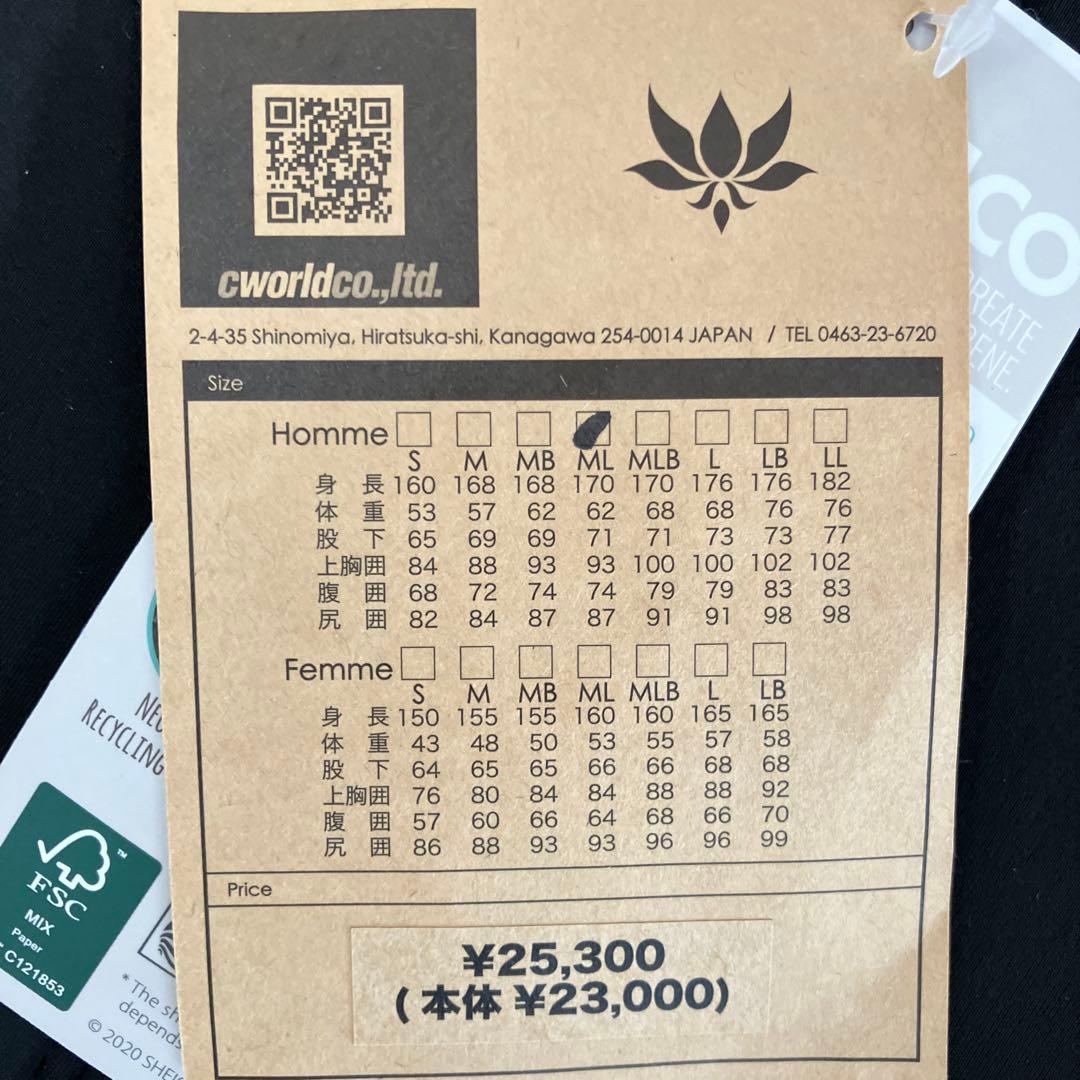 cworldco.,ltd.
2-4-35 Shinomiya, Hiratsuka-shi, Kanagawa 254-0014 JAPAN / TEL 0463-23-6720
Size
Homme
S M MB ML MLB L LB LL
身長 160 168 168 170 170 176 176 182
体重 53 57 62 62 68 68 76 76
股下 65 69 69 71 71 73 73 77
上胸囲 84 88 93 93 100 100 102 102
腹囲 68 72 74 74 79 79 83 83
尻囲 82 84 87 87 91 91 98 98
Femme
S M MB ML MLB L LB
身長 150 155 155 160 160 165 165
体重 43 48 50 53 55 57 58
股下 64 65 65 66 66 68 68
上胸囲 76 80 84 84 88 88 92
腹囲 57 60 66 64 68 66 70
尻囲 86 88 93 93 96 96 99
Price
¥25,300
(本体 ¥23,000)
RECYCLING
FSC
™
MIX
Paper
C121853
* The
depends
© 2020